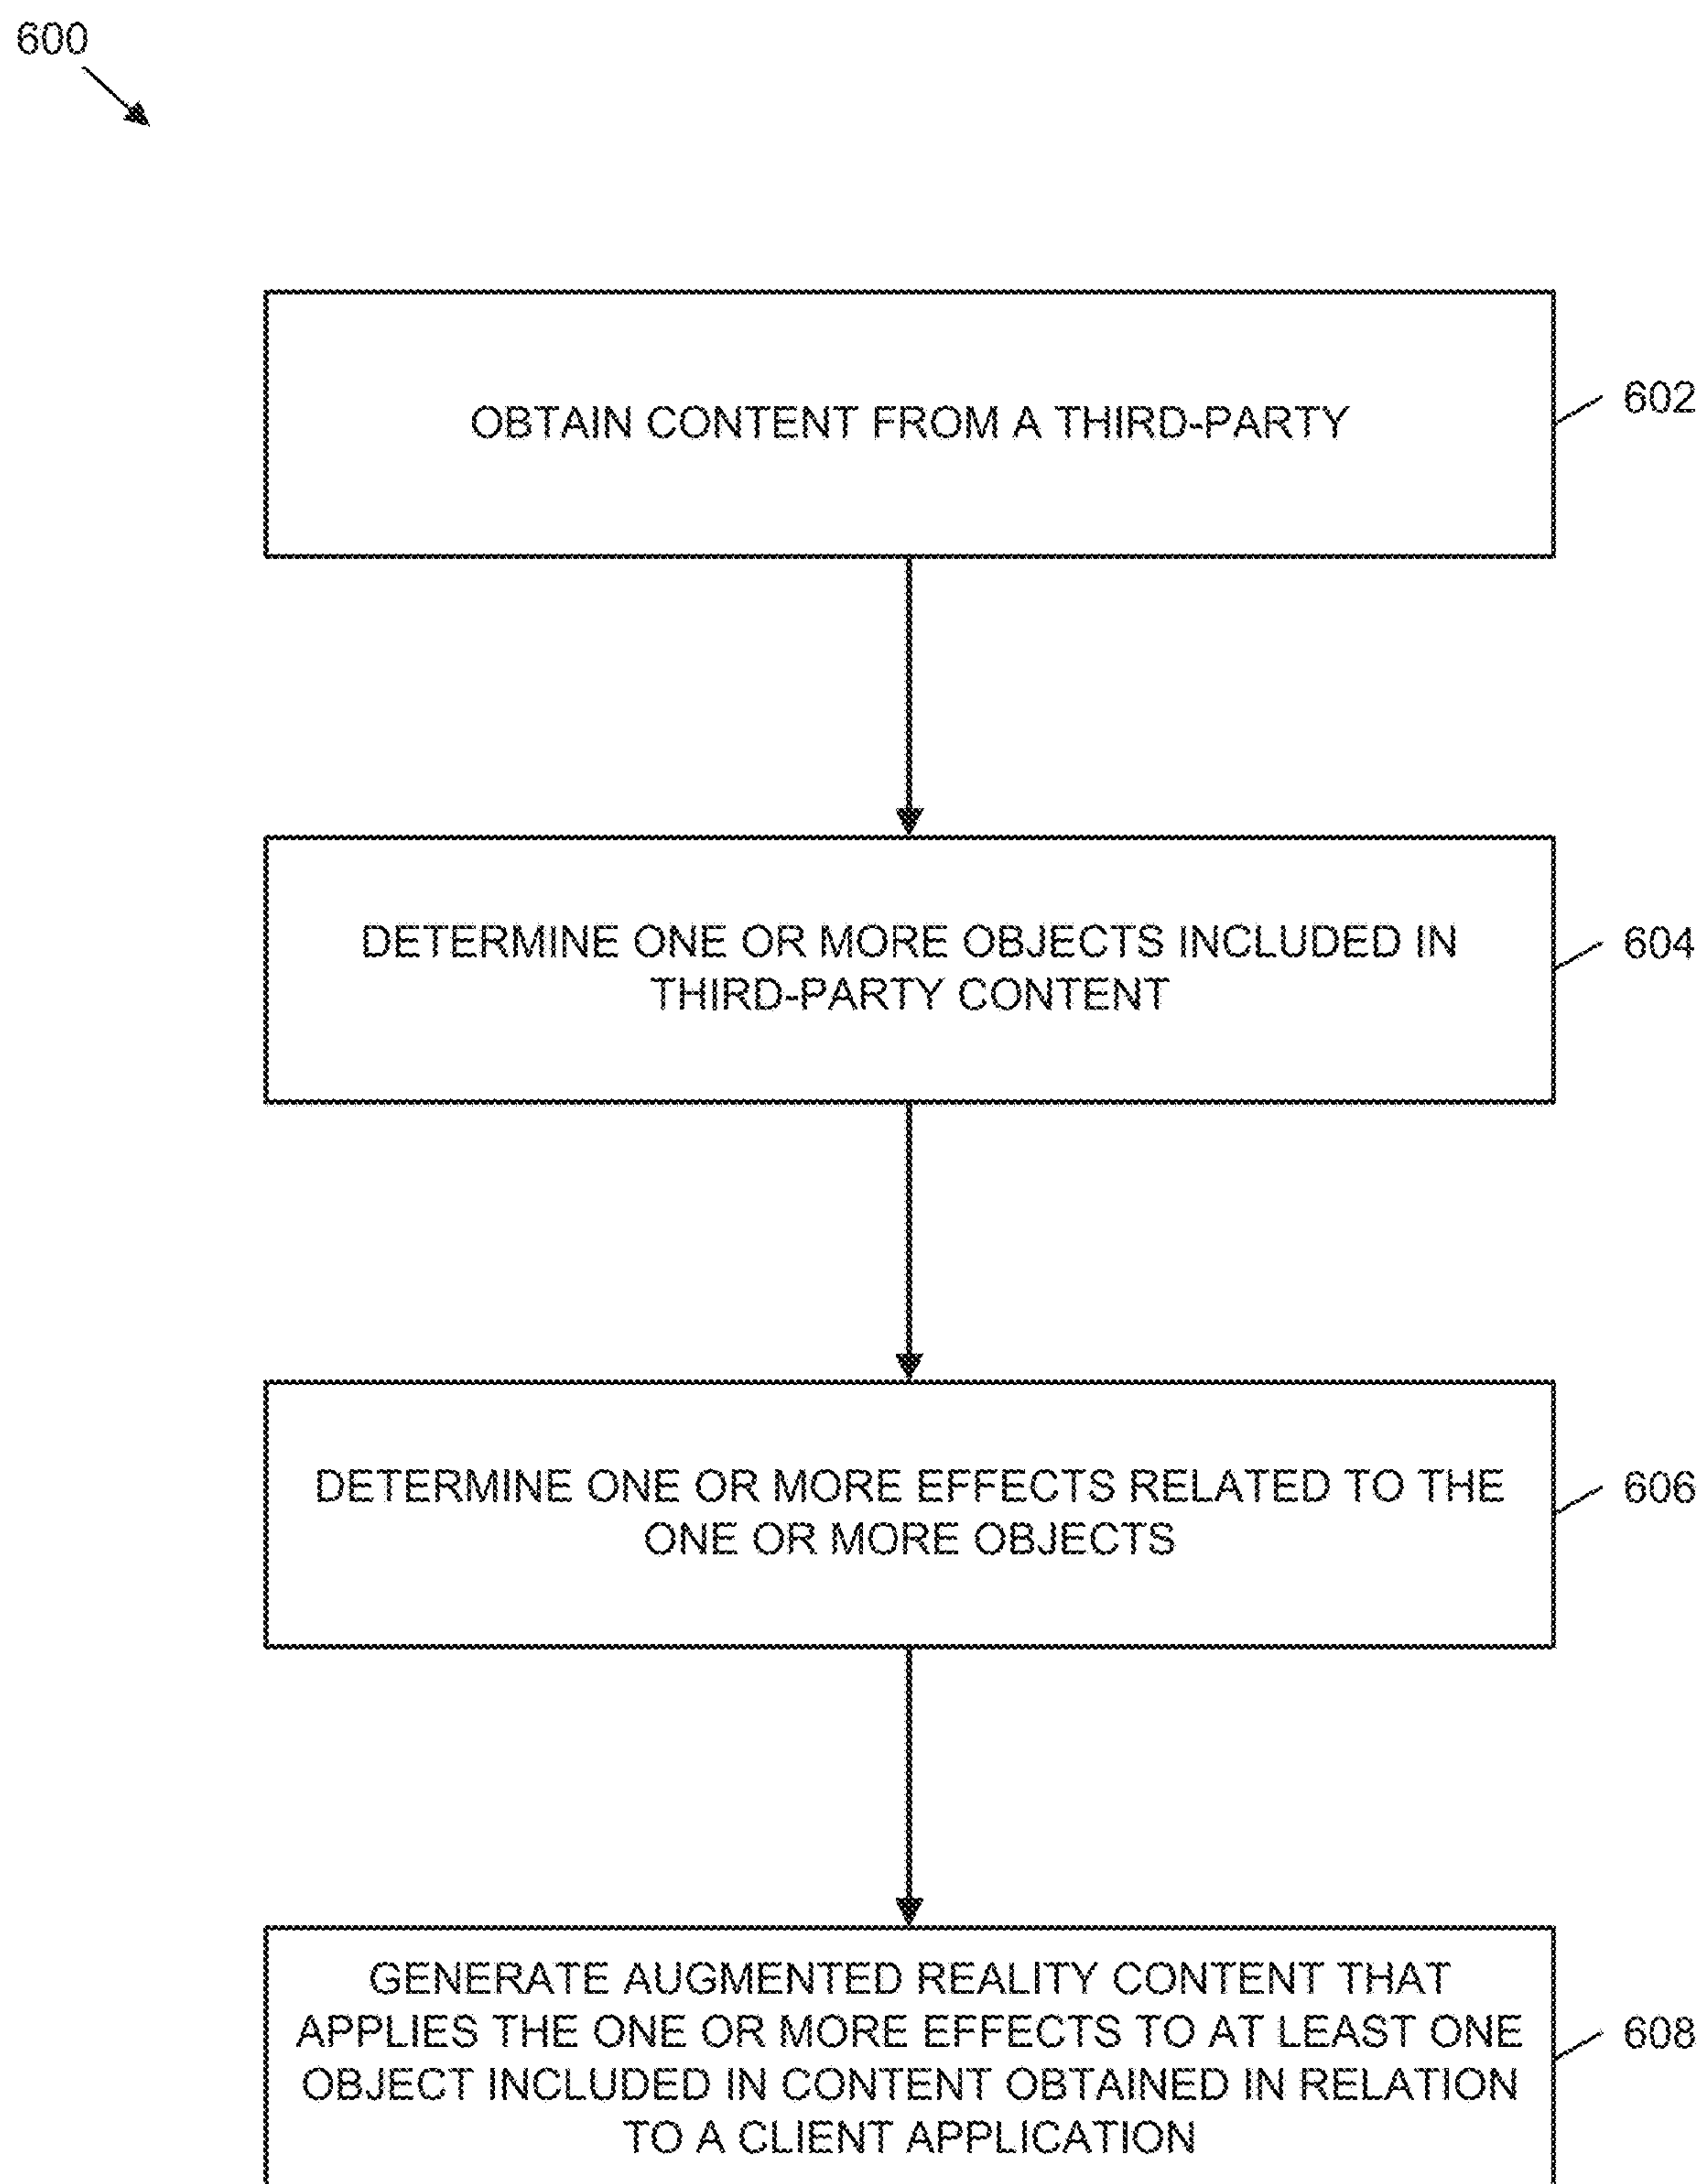 600
OBTAIN CONTENT FROM A THIRD-PARTY
602
DETERMINE ONE OR MORE OBJECTS INCLUDED IN
THIRD-PARTY CONTENT
604
DETERMINE ONE OR MORE EFFECTS RELATED TO THE
ONE OR MORE OBJECTS
606
GENERATE AUGMENTED REALITY CONTENT THAT
APPLIES THE ONE OR MORE EFFECTS TO AT LEAST ONE
OBJECT INCLUDED IN CONTENT OBTAINED IN RELATION
TO A CLIENT APPLICATION
608